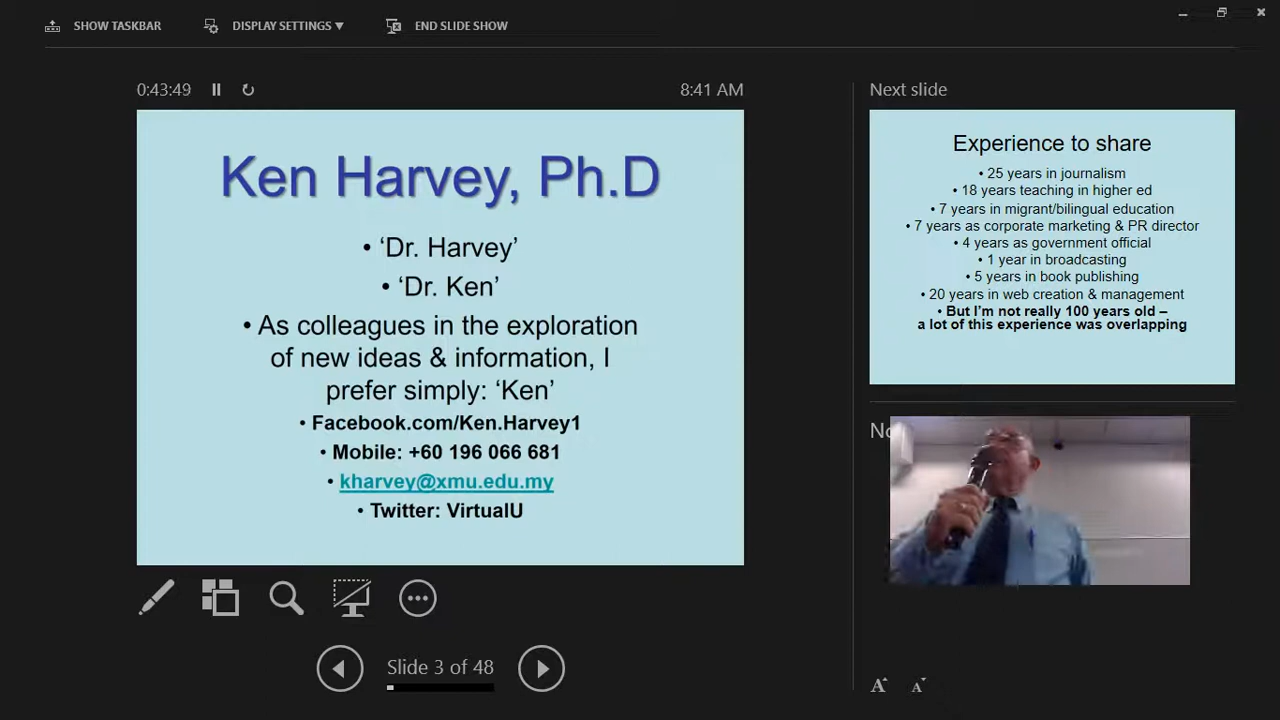 SHOW TASKBAR
DISPLAY SETTINGS ▼
END SLIDE SHOW
0:43:49
8:41 AM
Ken Harvey, Ph.D
• ‘Dr. Harvey’
• ‘Dr. Ken’
• As colleagues in the exploration
of new ideas & information, I
prefer simply: ‘Ken’
• Facebook.com/Ken.Harvey1
• Mobile: +60 196 066 681
• kharvey@xmu.edu.my
• Twitter: VirtualU
Slide 3 of 48
Next slide
Experience to share
• 25 years in journalism
• 18 years teaching in higher ed
• 7 years in migrant/bilingual education
• 7 years as corporate marketing & PR director
• 4 years as government official
• 1 year in broadcasting
• 5 years in book publishing
• 20 years in web creation & management
• But I’m not really 100 years old –
a lot of this experience was overlapping
A
A